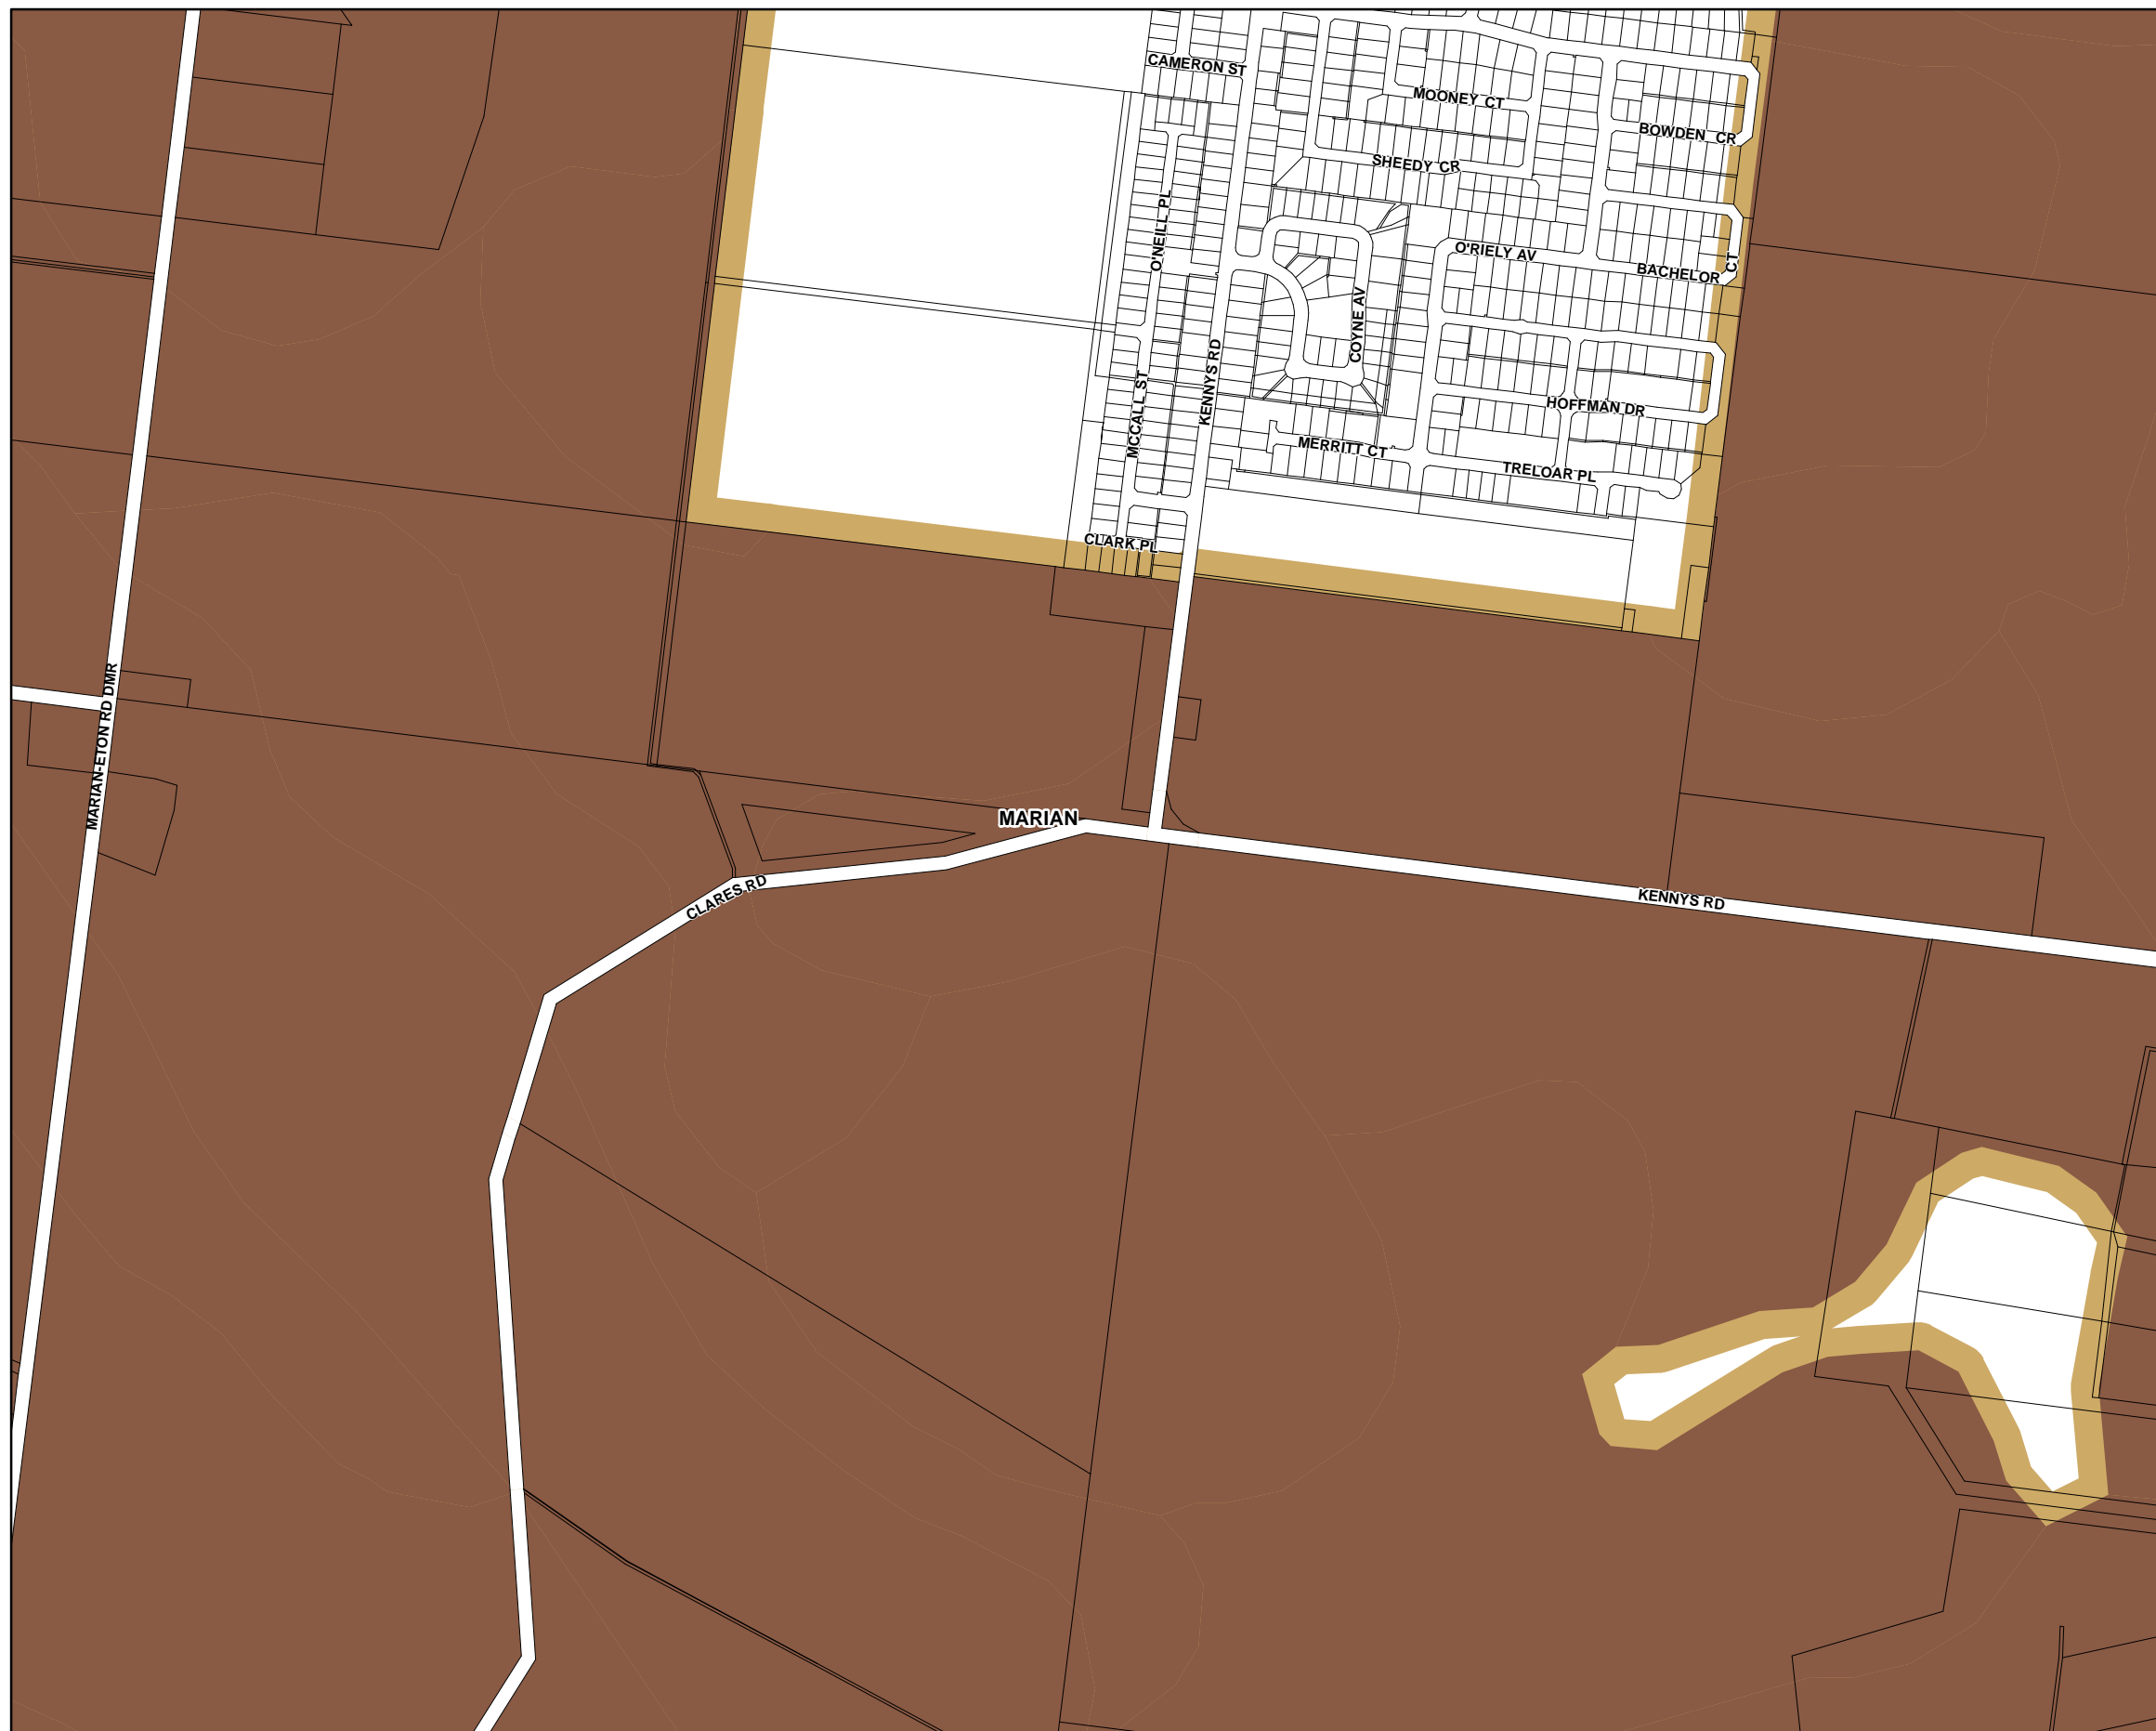 CAMERON ST
MOONEY CT
BOWDEN CR
SHEEDY CR
O'NEILL PL
O'RIELY AV
BACHELOR CT
COYNE AV
KENNYS RD
MCCALL ST
HOFFMAN DR
MERRITT CT
TRELOAR PL
CLARK PL
MARIAN-ETON RD DMR
MARIAN
CLARES RD
KENNYS RD